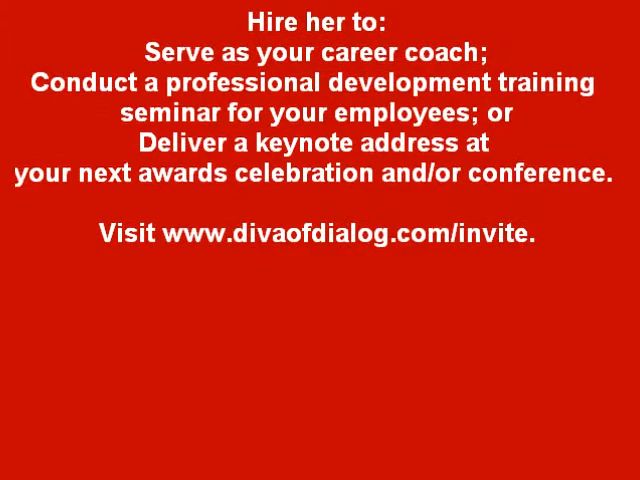 Hire her to:
Serve as your career coach;
Conduct a professional development training
seminar for your employees; or
Deliver a keynote address at
your next awards celebration and/or conference.
Visit www.divaofdialog.com/invite.